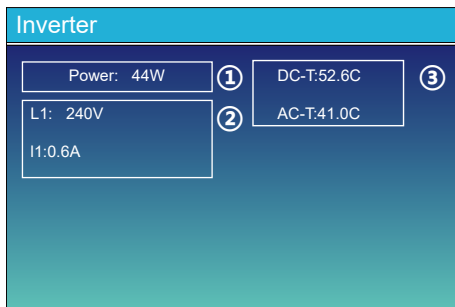 Inverter
Power: 44W
①
L1: 240V
②
I1:0.6A
DC-T:52.6C
③
AC-T:41.0C